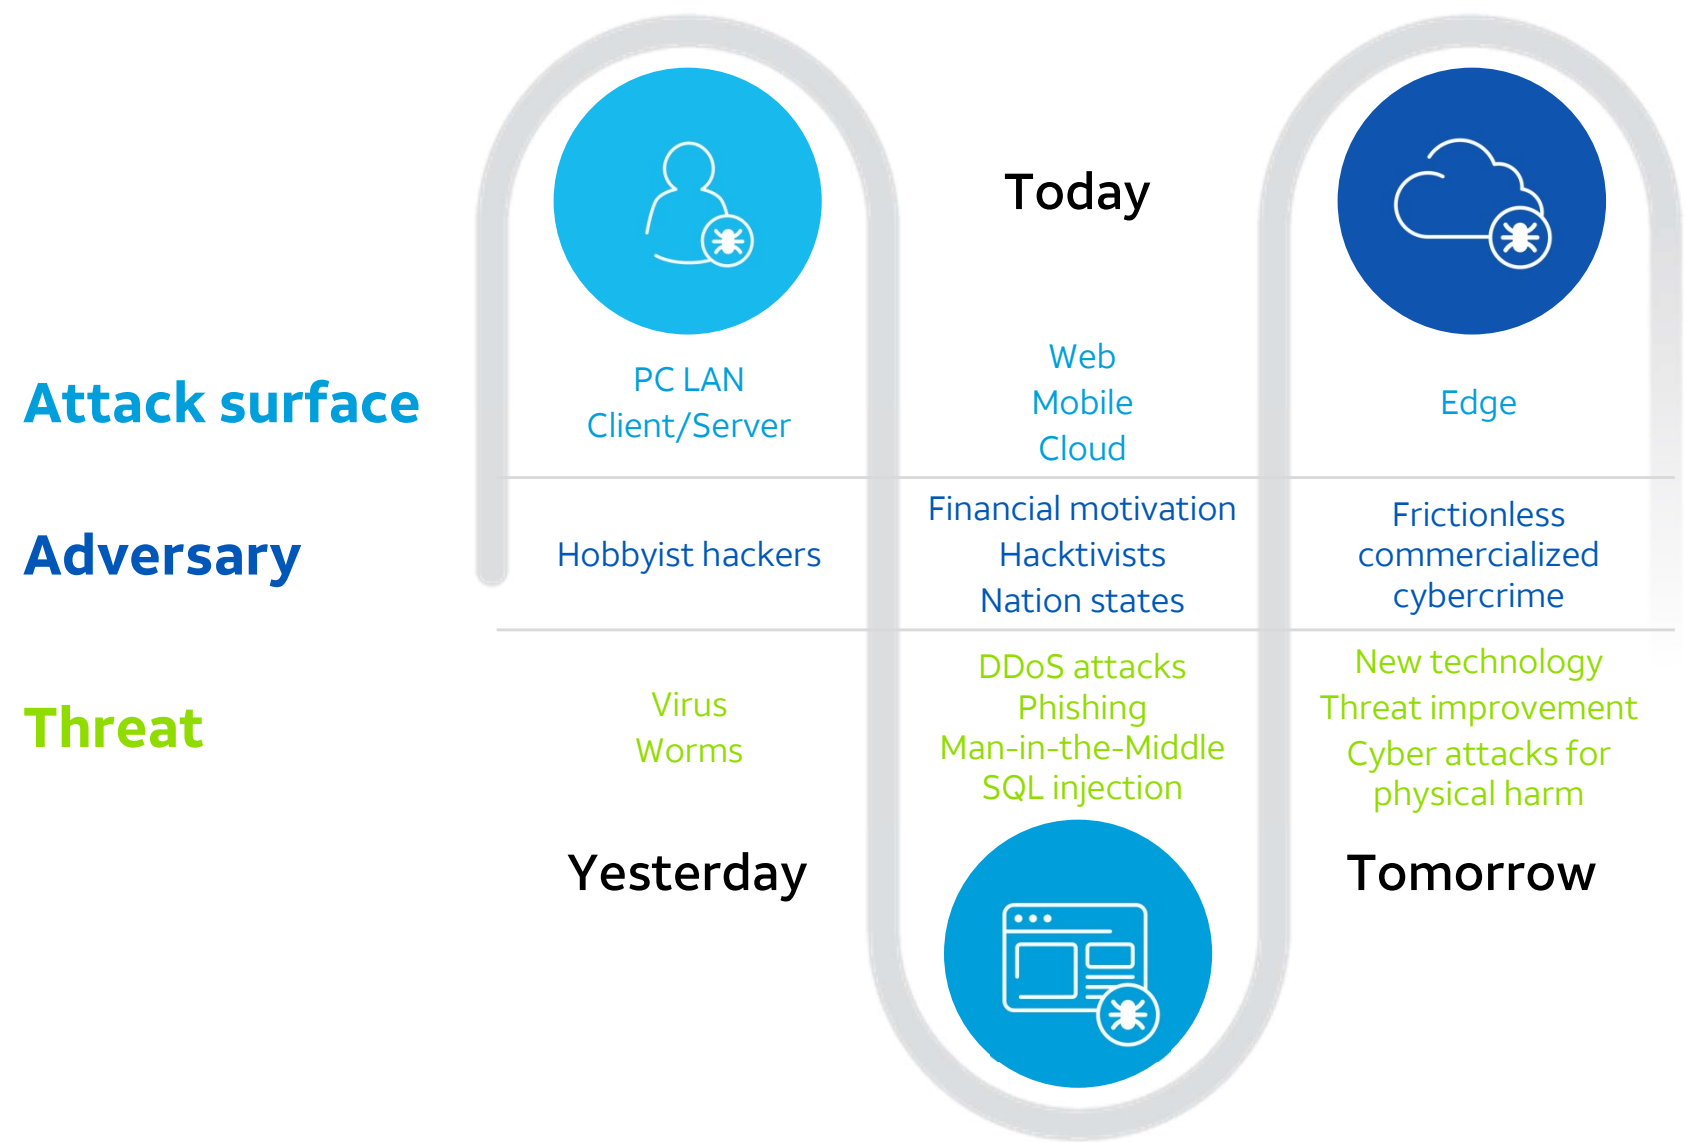 Today
Attack surface
PC LAN
Client/Server
Web
Mobile
Cloud
Edge
Adversary
Hobbyist hackers
Financial motivation
Hacktivists
Nation states
Frictionless
commercialized
cybercrime
Threat
Virus
Worms
DDoS attacks
Phishing
Man-in-the-Middle
SQL injection
New technology
Threat improvement
Cyber attacks for
physical harm
Yesterday
Tomorrow